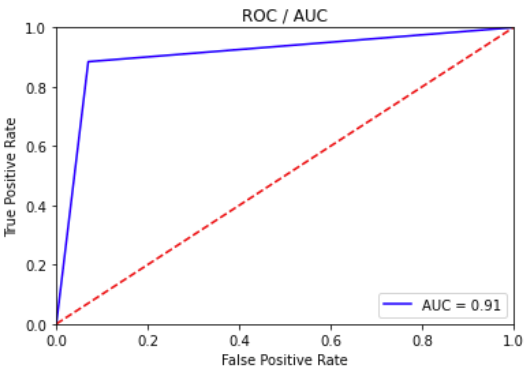 ROC / AUC
1.0
0.8
0.6
0.4
0.2
0.0
True Positive Rate
AUC = 0.91
0.0 0.2 0.4 0.6 0.8 1.0
False Positive Rate